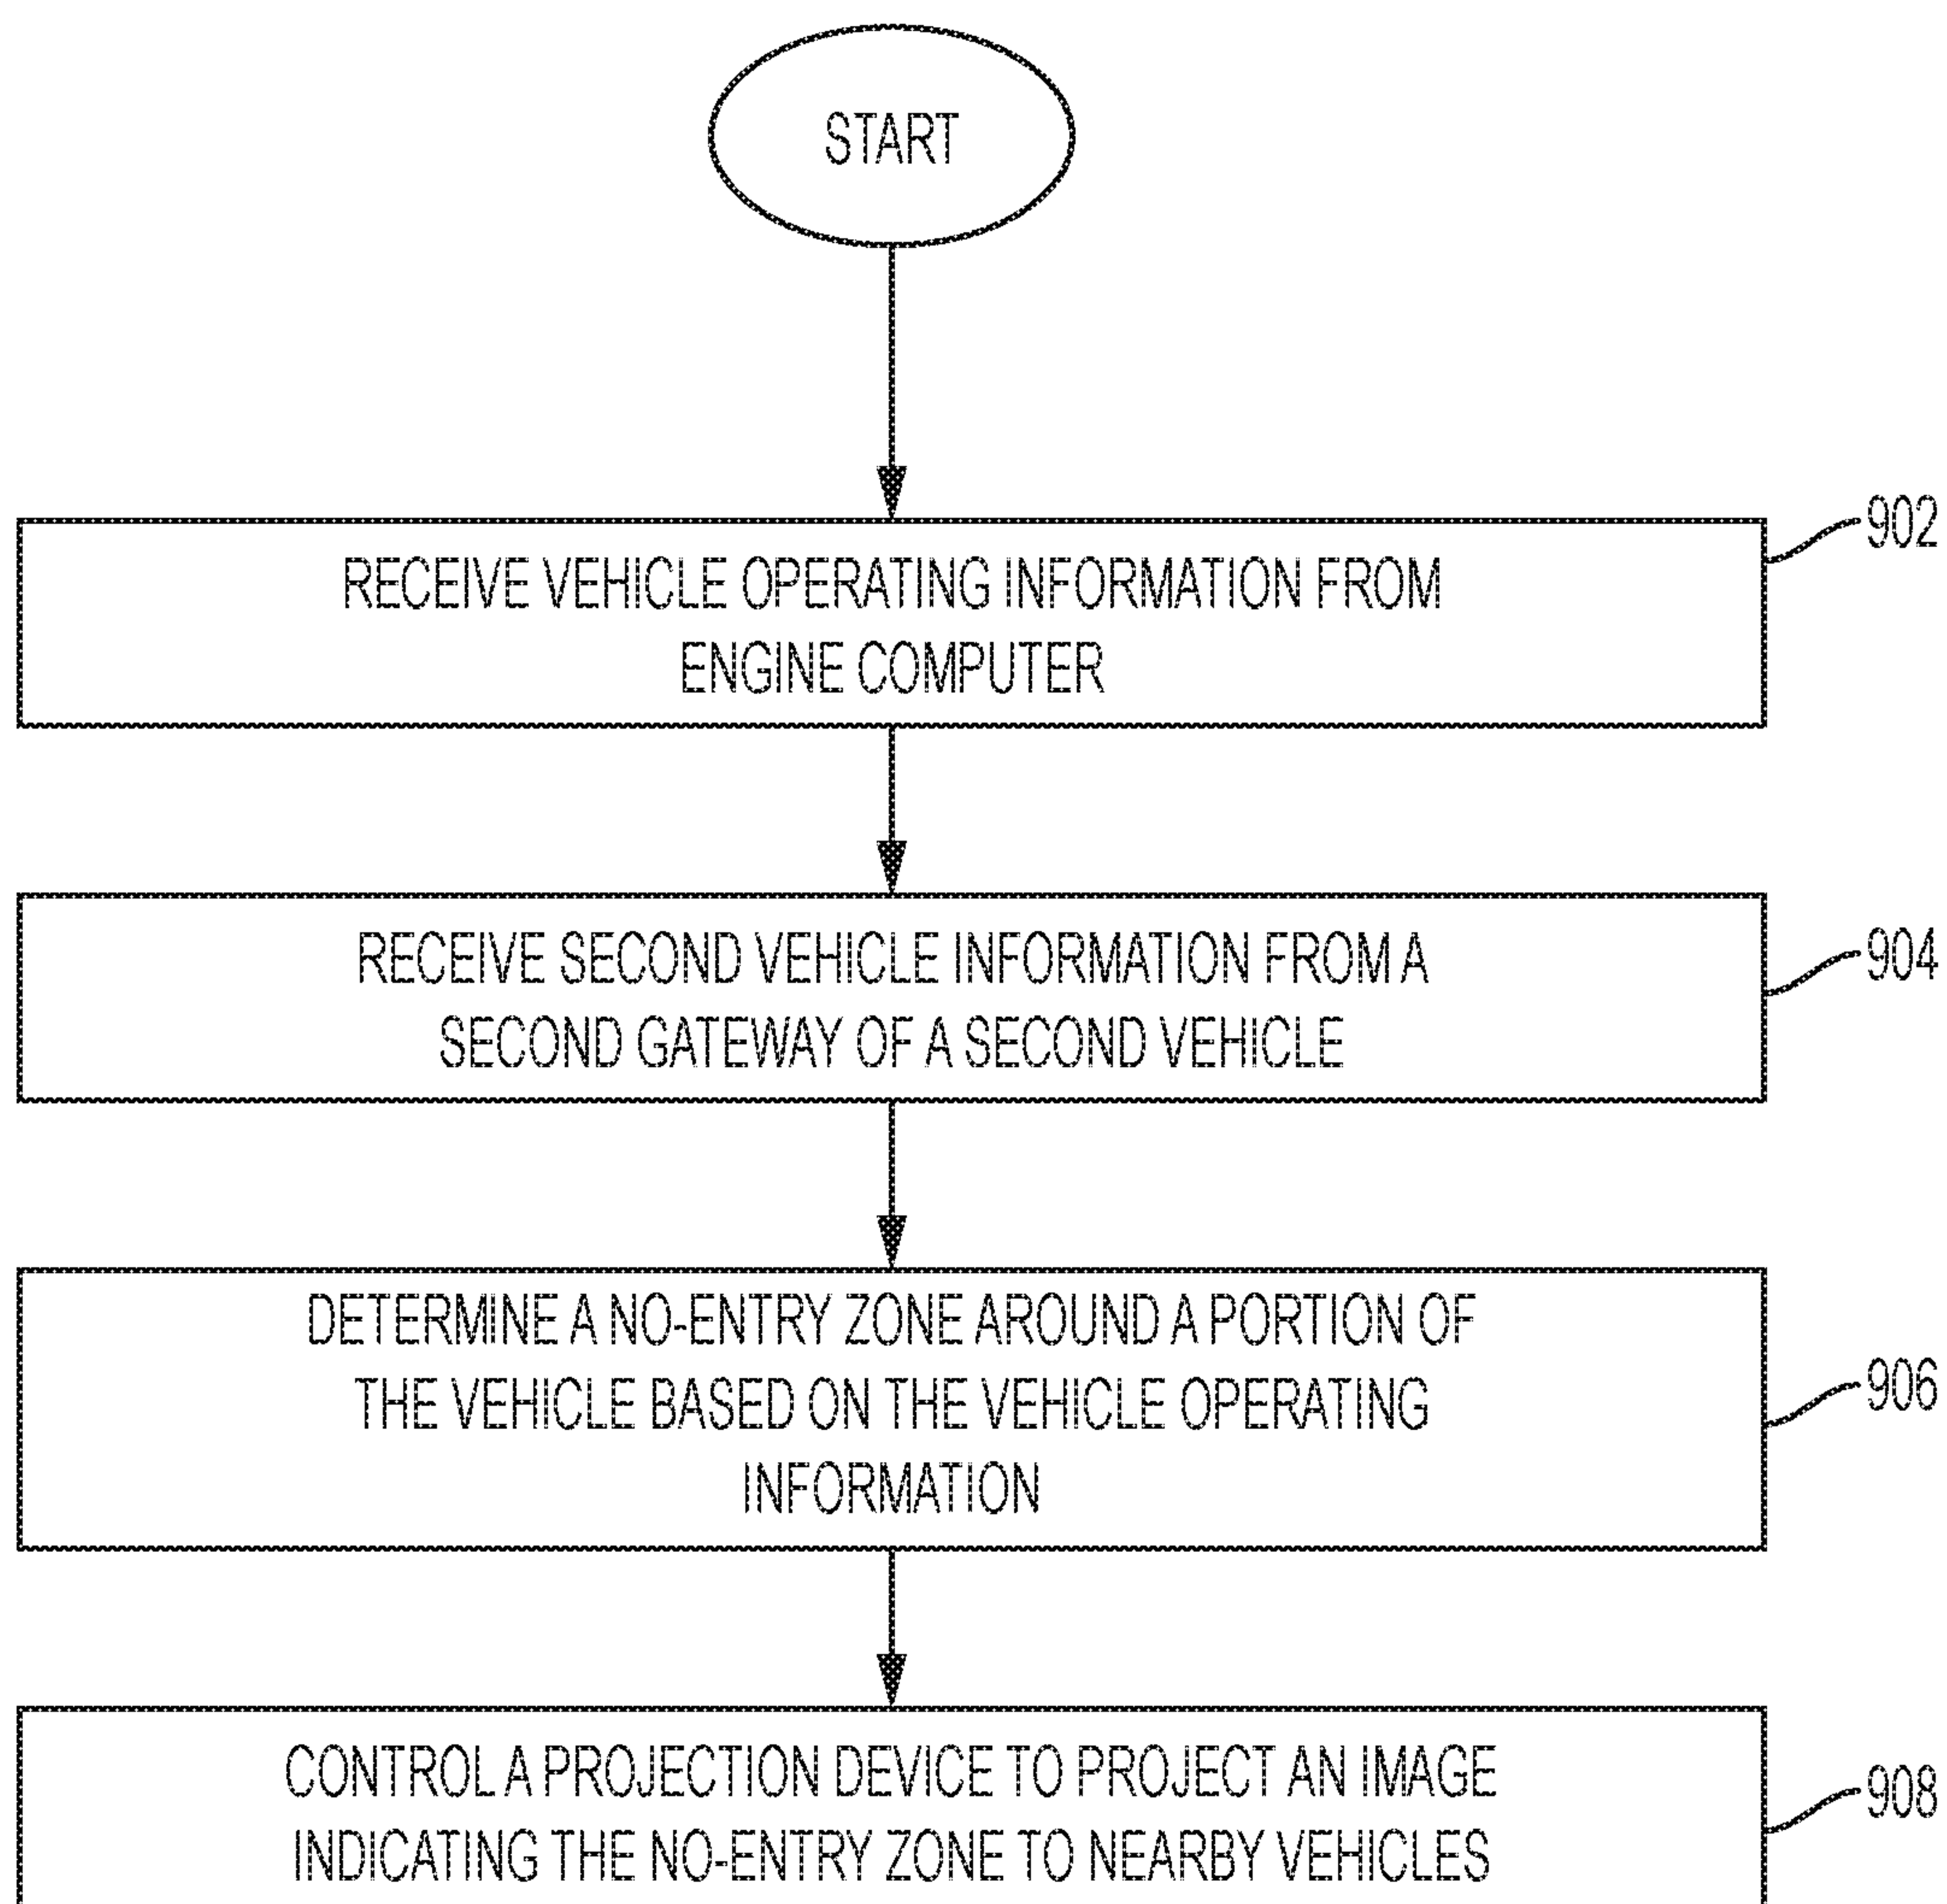 START
902
RECEIVE VEHICLE OPERATING INFORMATION FROM
ENGINE COMPUTER
904
RECEIVE SECOND VEHICLE INFORMATION FROM A
SECOND GATEWAY OF A SECOND VEHICLE
906
DETERMINE A NO-ENTRY ZONE AROUND A PORTION OF
THE VEHICLE BASED ON THE VEHICLE OPERATING
INFORMATION
908
CONTROL A PROJECTION DEVICE TO PROJECT AN IMAGE
INDICATING THE NO-ENTRY ZONE TO NEARBY VEHICLES